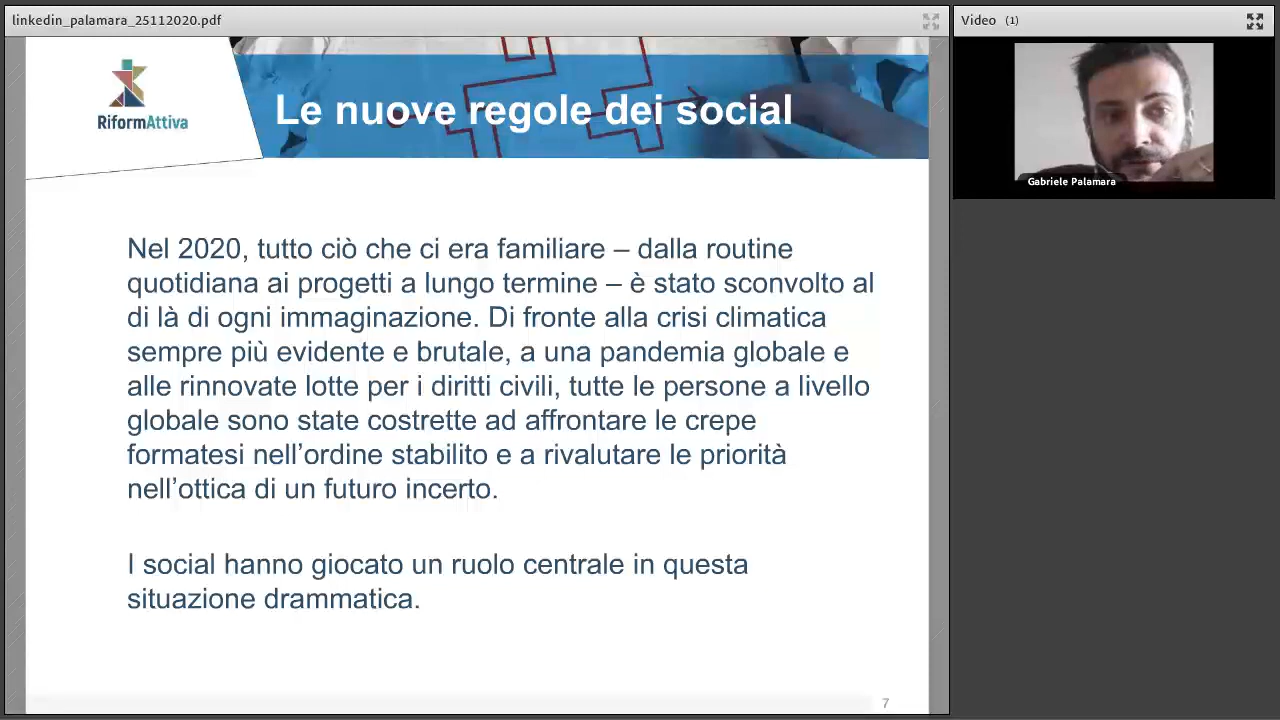 linkedin_palamara_25112020.pdf
Video (1)
RiformAttiva
Le nuove regole dei social
Gabriele Palamara
Nel 2020, tutto ciò che ci era familiare – dalla routine
quotidiana ai progetti a lungo termine – è stato sconvolto al
di là di ogni immaginazione. Di fronte alla crisi climatica
sempre più evidente e brutale, a una pandemia globale e
alle rinnovate lotte per i diritti civili, tutte le persone a livello
globale sono state costrette ad affrontare le crepe
formatesi nell’ordine stabilito e a rivalutare le priorità
nell’ottica di un futuro incerto.
I social hanno giocato un ruolo centrale in questa
situazione drammatica.
7